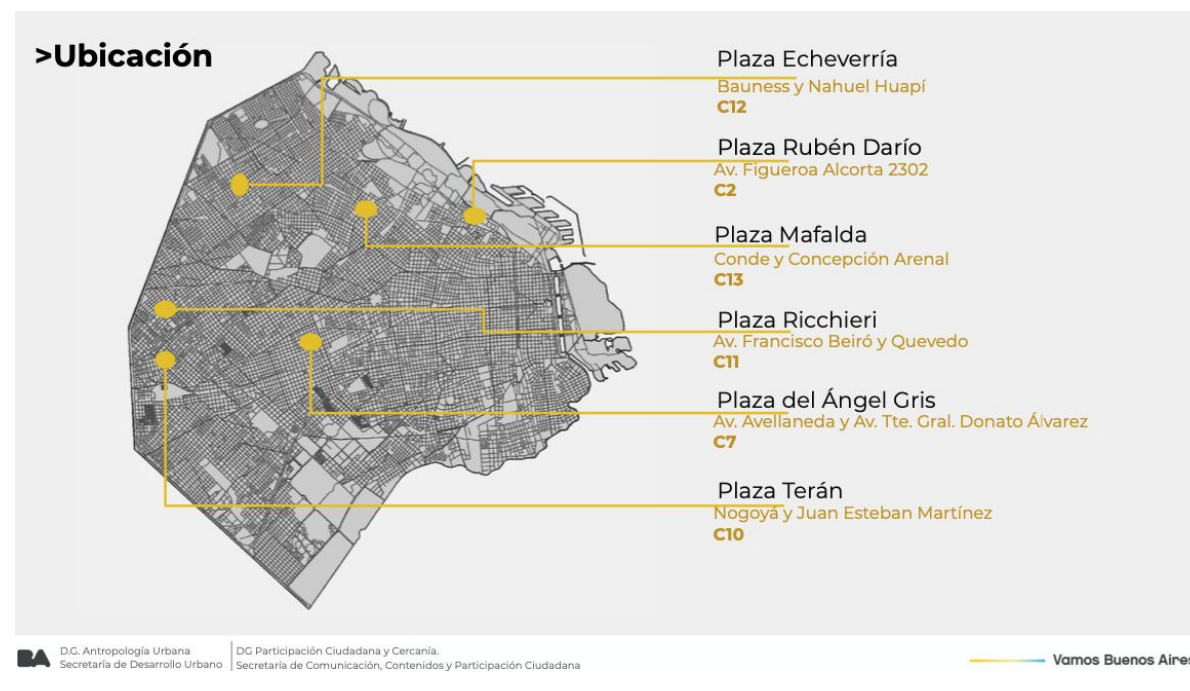 >Ubicación
Plaza Echeverría
Bauness y Nahuel Huapí
C12
Plaza Rubén Darío
Av. Figueroa Alcorta 2302
C2
Plaza Mafalda
Conde y Concepción Arenal
C13
Plaza Ricchieri
Av. Francisco Beiró y Quevedo
C11
Plaza del Ángel Gris
Av. Avellaneda y Av. Tte. Gral. Donato Álvarez
C7
Plaza Terán
Nogoyá y Juan Esteban Martínez
C10
BA
D.G. Antropología Urbana
Secretaría de Desarrollo Urbano
DG Participación Ciudadana y Cercanía.
Secretaría de Comunicación, Contenidos y Participación Ciudadana
Vamos Buenos Aires